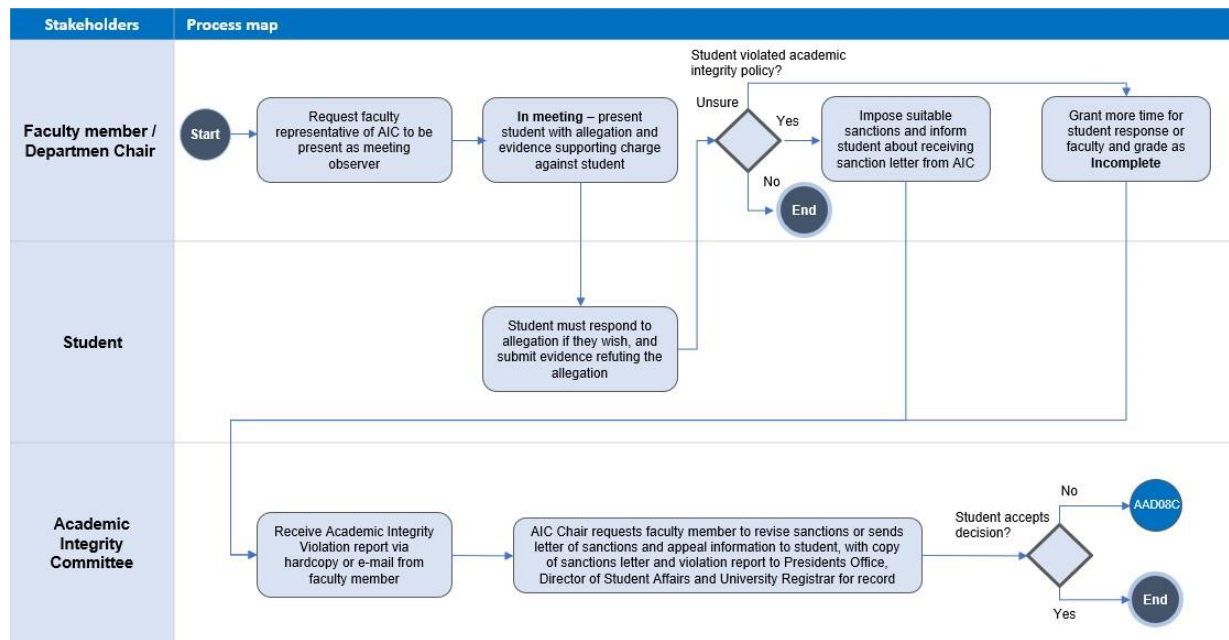 Stakeholders
Process map
Faculty member /
Departmen Chair
Start
Request faculty
representative of AIC to be
present as meeting
observer
In meeting – present
student with allegation and
evidence supporting charge
against student
Student violated academic
integrity policy?
Unsure
Yes
No
End
Impose suitable
sanctions and inform
student about receiving
sanction letter from AIC
Grant more time for
student response or
faculty and grade as
Incomplete
Student
Student must respond to
allegation if they wish, and
submit evidence refuting the
allegation
Academic
Integrity
Committee
Receive Academic Integrity
Violation report via
hardcopy or e-mail from
faculty member
AIC Chair requests faculty member to revise sanctions or sends
letter of sanctions and appeal information to student, with copy
of sanctions letter and violation report to Presidents Office,
Director of Student Affairs and University Registrar for record
Student accepts
decision?
No
AAD08C
Yes
End